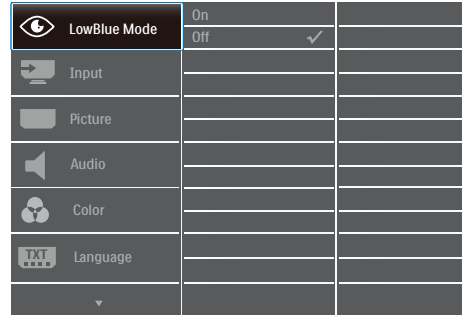 LowBlue Mode
On
Off
Input
Picture
Audio
Color
TXT
Language